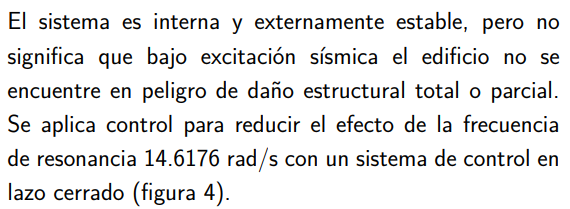 El sistema es interna y externamente estable, pero no
significa que bajo excitación sísmica el edificio no se
encuentre en peligro de daño estructural total o parcial.
Se aplica control para reducir el efecto de la frecuencia
de resonancia 14.6176 rad/s con un sistema de control en
lazo cerrado (figura 4).